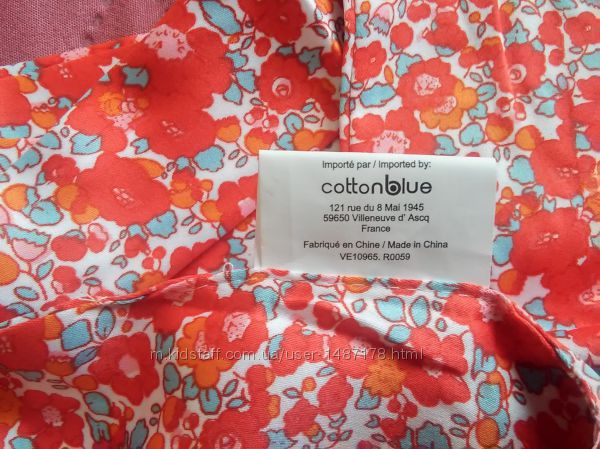 Importé par / Imported by:
cottonblue
121 rue du 8 Mai 1945
59650 Villeneuve d' Ascq
France
Fabriqué en Chine / Made in China
VE10965. R0059
m.kidstaff.com.ua/user-1487178.html